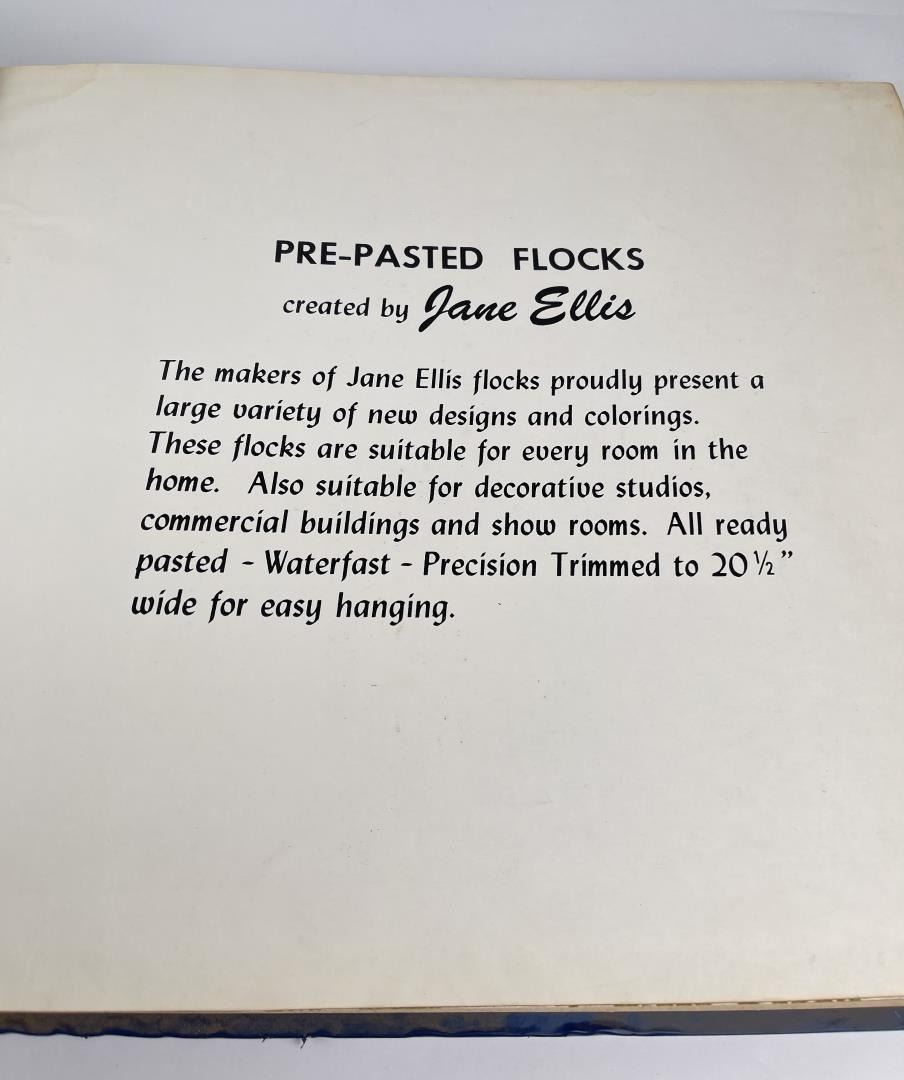 PRE-PASTED FLOCKS
created by Jane Ellis
The makers of Jane Ellis flocks proudly present a
large variety of new designs and colorings.
These flocks are suitable for every room in the
home. Also suitable for decorative studios,
commercial buildings and show rooms. All ready
pasted - Waterfast - Precision Trimmed to 20½”
wide for easy hanging.